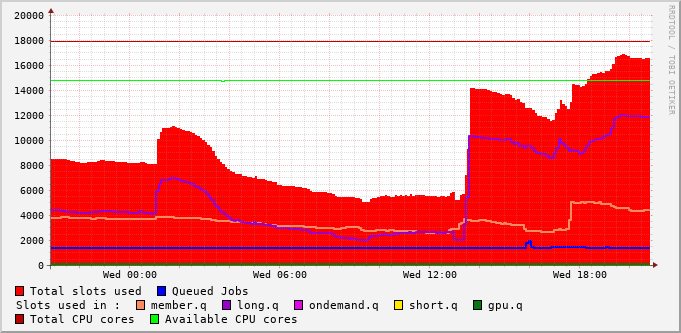 20000
18000
16000
14000
12000
10000
8000
6000
4000
2000
0
Wed 00:00 Wed 06:00 Wed 12:00 Wed 18:00
Total slots used Queued Jobs
Slots used in : member.q long.q ondemand.q short.q gpu.q
Total CPU cores Available CPU cores
RRDTOOL / TOBI OETIKER